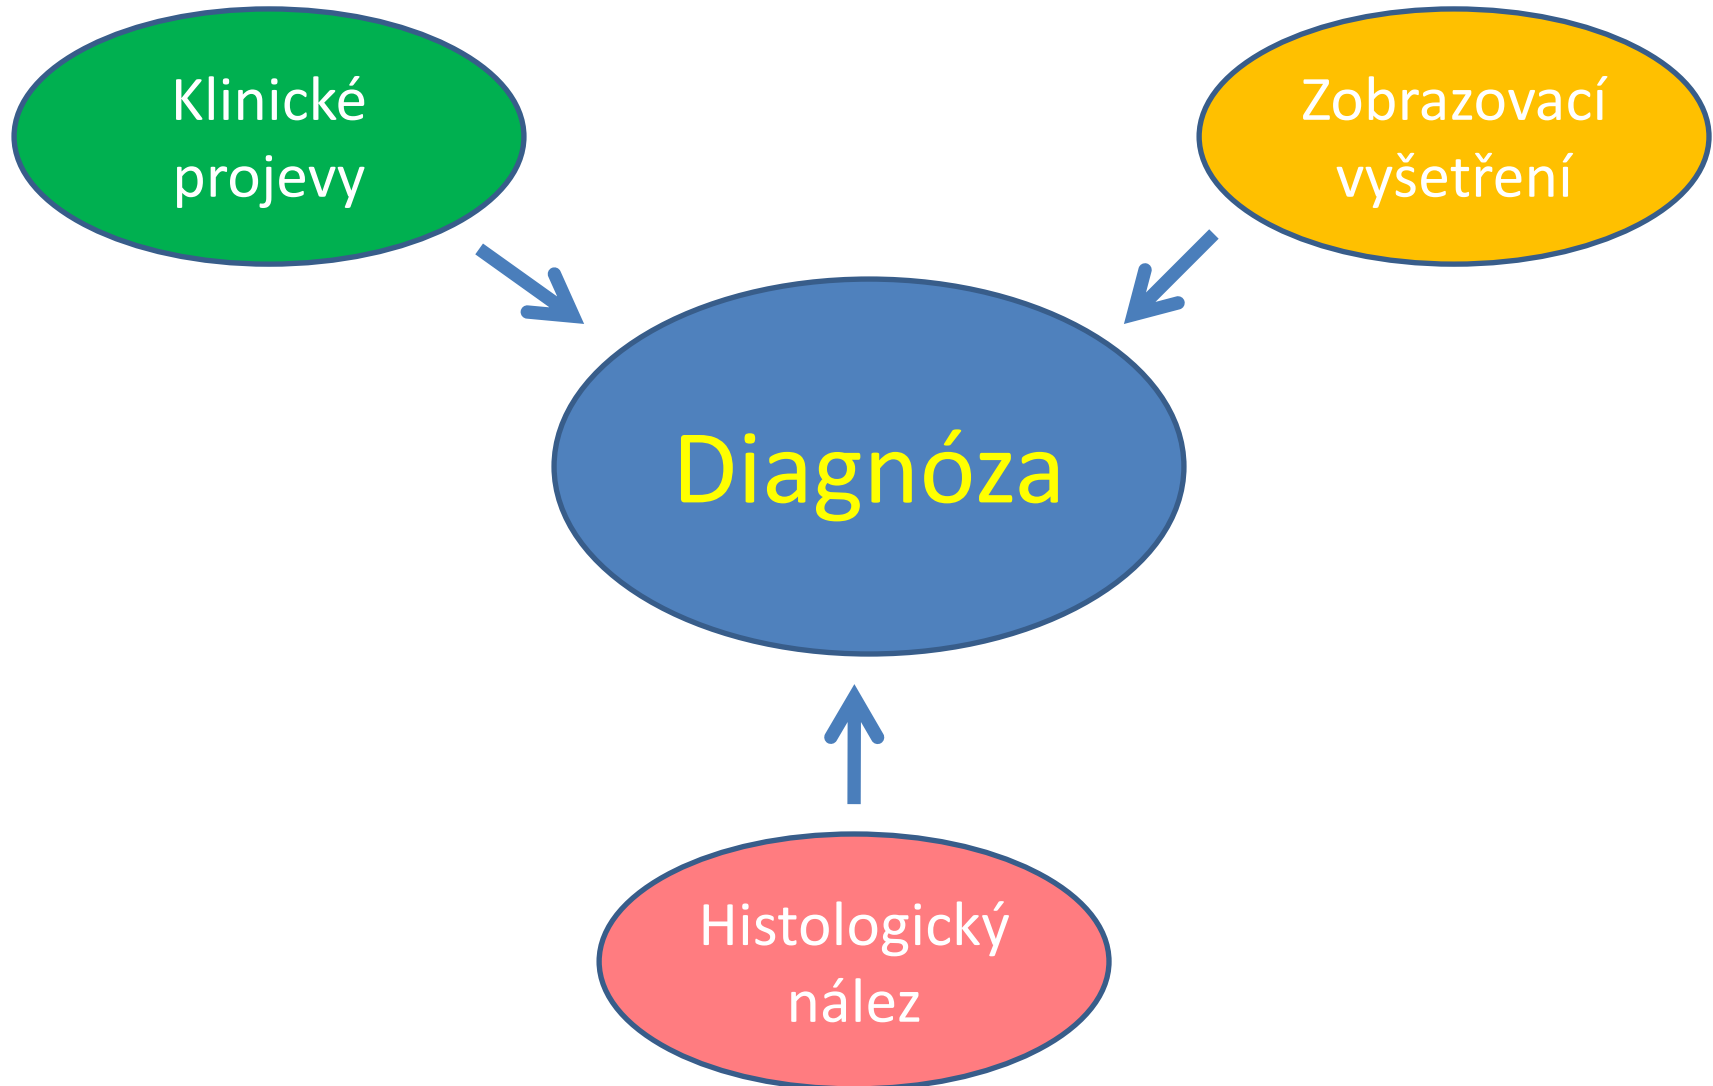 Klinické
projevy
Zobrazovací
vyšetření
Diagnóza
Histologický
nález